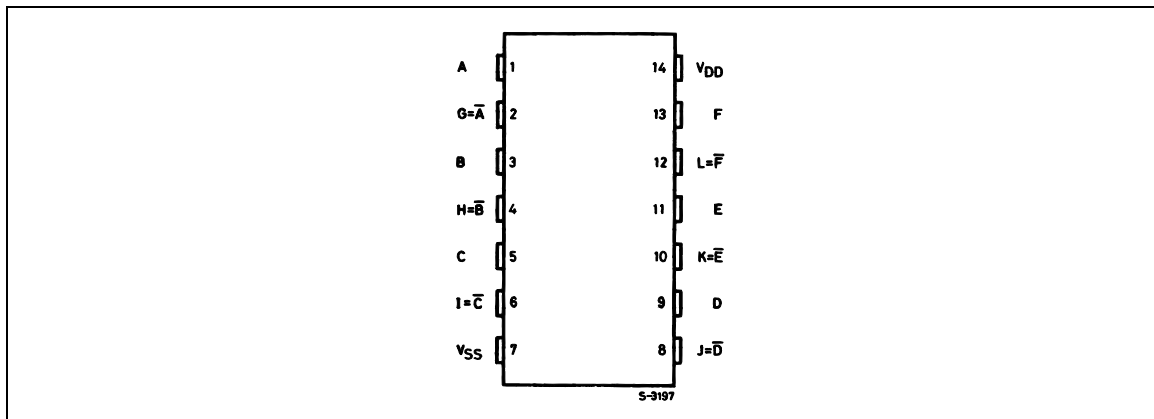 A 1 14 VDD
G=A̅ 2 13 F
B 3 12 L=F̅
H=B̅ 4 11 E
C 5 10 K=E̅
I=C̅ 6 9 D
VSS 7 8 J=D̅
S-3197